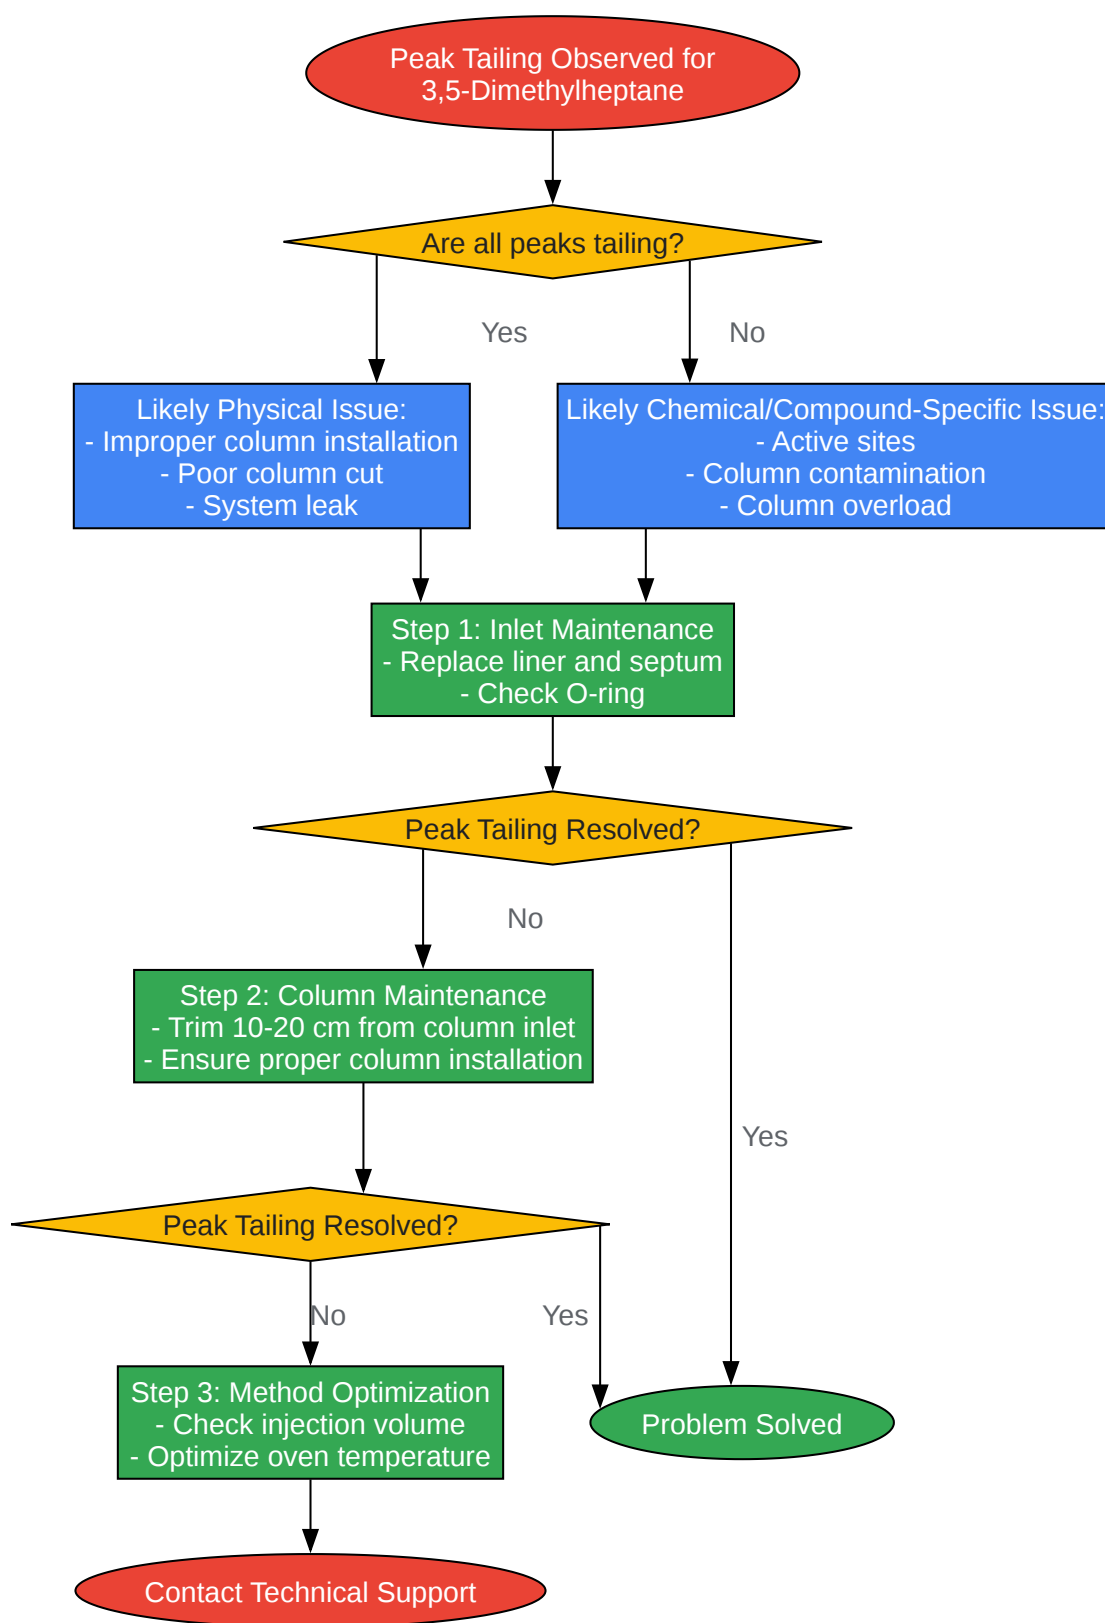 Peak Tailing Observed for
3,5-Dimethylheptane
Are all peaks tailing?
Yes
No
Likely Physical Issue:
- Improper column installation
- Poor column cut
- System leak
Likely Chemical/Compound-Specific Issue:
- Active sites
- Column contamination
- Column overload
Step 1: Inlet Maintenance
- Replace liner and septum
- Check O-ring
Peak Tailing Resolved?
No
Step 2: Column Maintenance
- Trim 10-20 cm from column inlet
- Ensure proper column installation
Yes
Peak Tailing Resolved?
No
Yes
Step 3: Method Optimization
- Check injection volume
- Optimize oven temperature
Problem Solved
Contact Technical Support